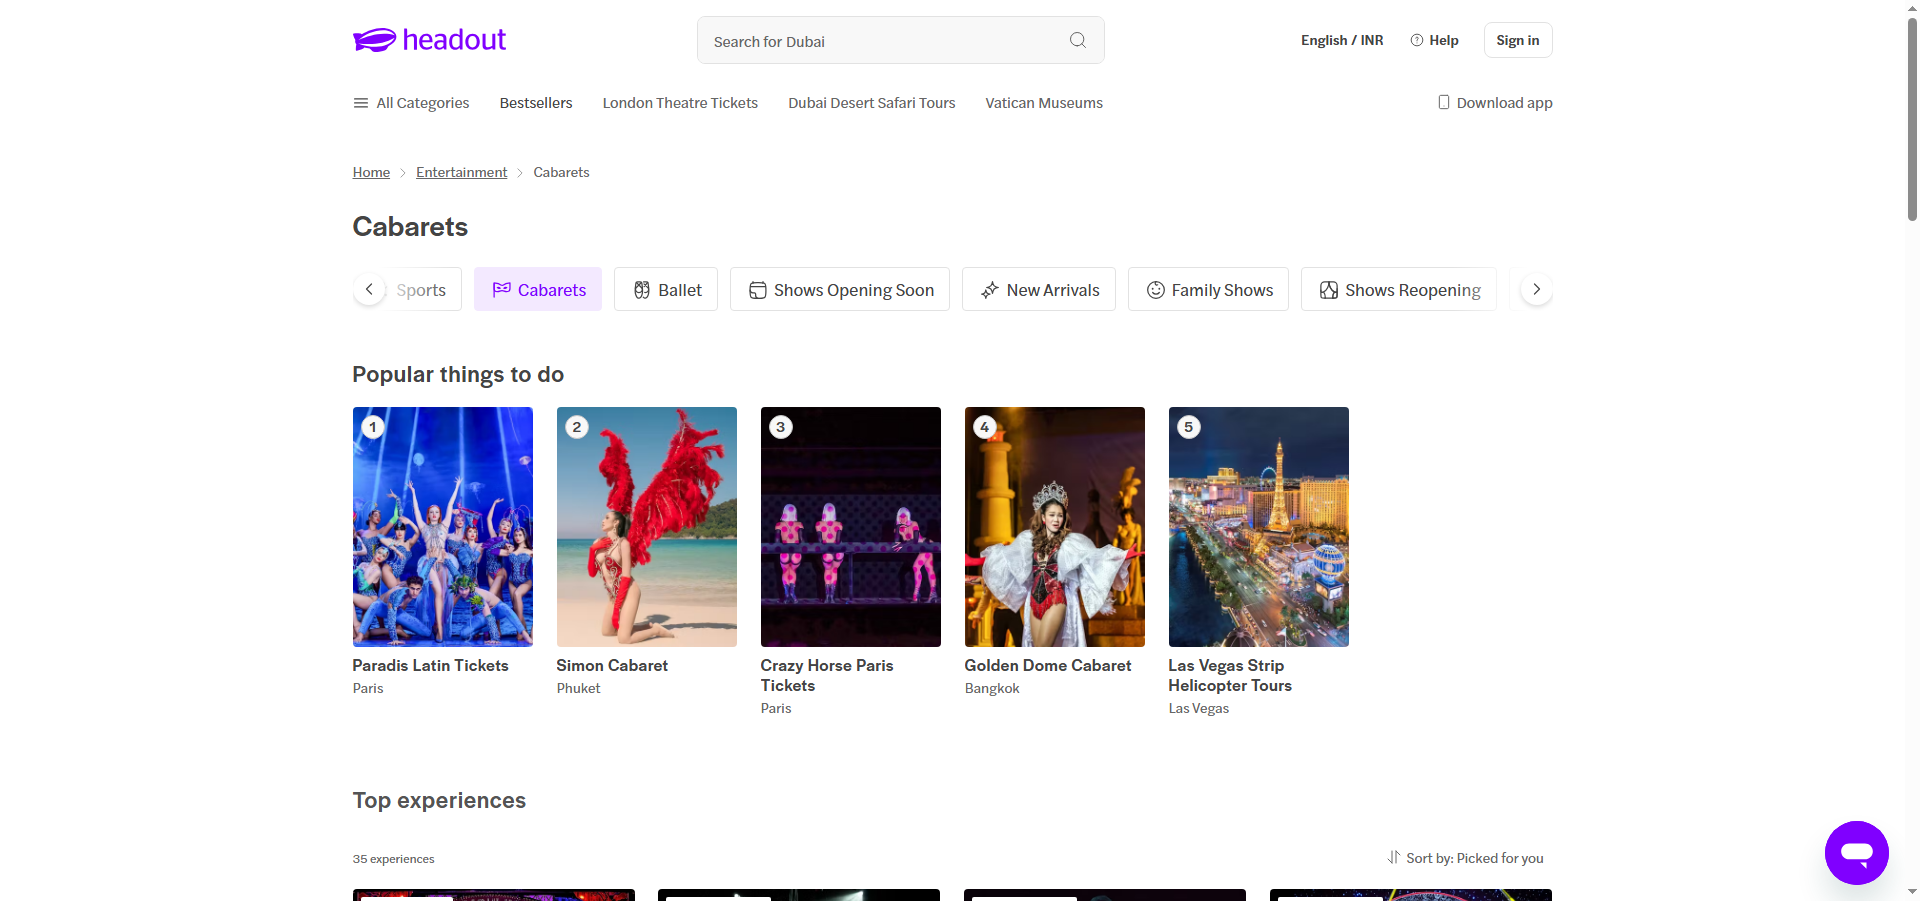 headout
Search for Dubai
English / INR
Help
Sign in
All Categories
Bestsellers
London Theatre Tickets
Dubai Desert Safari Tours
Vatican Museums
Download app
Home
Entertainment
Cabarets
Cabarets
Sports
Cabarets
Ballet
Shows Opening Soon
New Arrivals
Family Shows
Shows Reopening
Popular things to do
1
2
3
4
5
Paradis Latin Tickets
Paris
Simon Cabaret
Phuket
Crazy Horse Paris
Tickets
Paris
Golden Dome Cabaret
Bangkok
Las Vegas Strip
Helicopter Tours
Las Vegas
Top experiences
35 experiences
Sort by: Picked for you